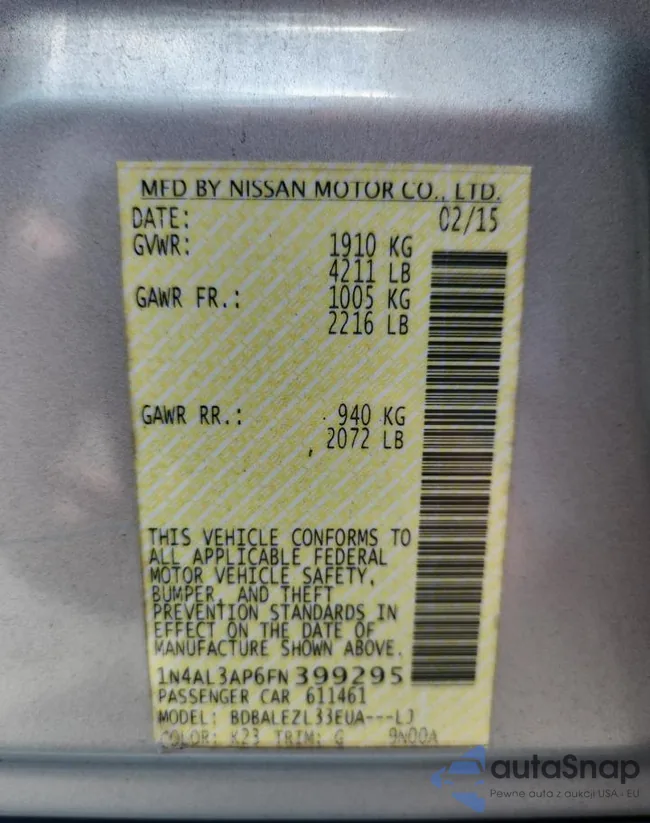 MFD BY NISSAN MOTOR CO., LTD.
DATE: 02/15
GVWR: 1910 KG
4211 LB
GAWR FR.: 1005 KG
2216 LB
GAWR RR.: 940 KG
2072 LB
THIS VEHICLE CONFORMS TO
ALL APPLICABLE FEDERAL
MOTOR VEHICLE SAFETY,
BUMPER, AND THEFT
PREVENTION STANDARDS IN
EFFECT ON THE DATE OF
MANUFACTURE SHOWN ABOVE.
1N4AL3AP6FN399295
PASSENGER CAR 611461
MODEL: BDBALEZL33EUA---LJ
COLOR: K23 TRIM: G 9N00A
autaSnap
Pewne auta z aukcji USA - EU